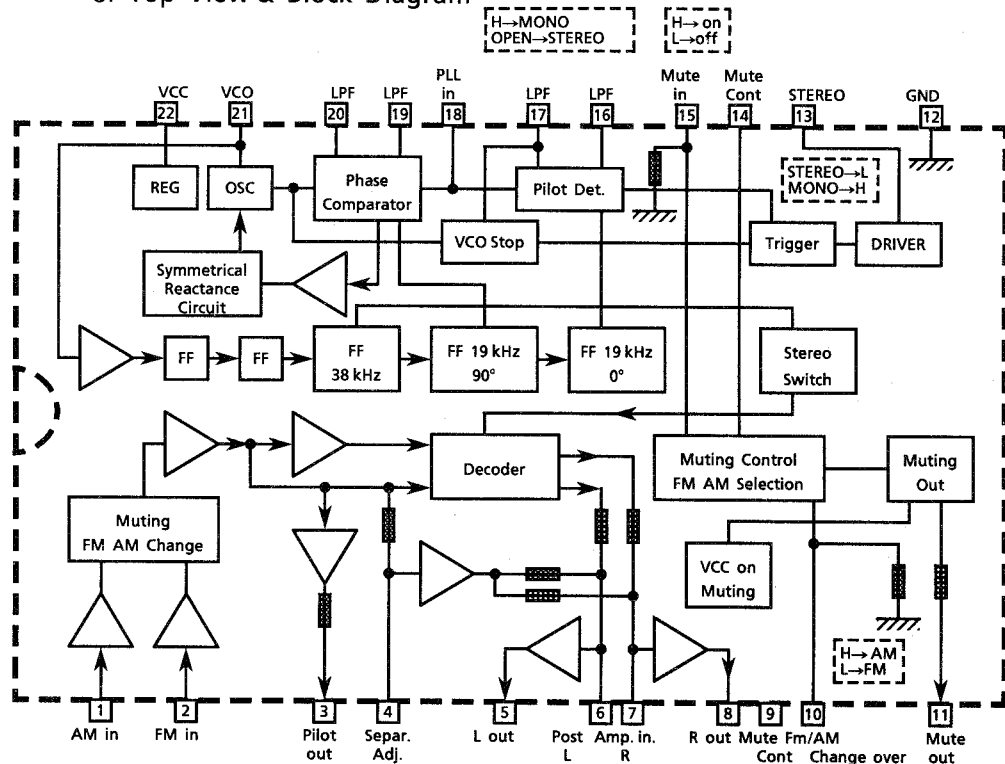 of Top View & Block Diagram
H→MONO
OPEN→STEREO
H→on
L→off
VCC
VCO
LPF
LPF
PLL
in
LPF
LPF
Mute
in
Mute
Cont
STEREO
GND
22
21
20
19
18
17
16
15
14
13
12
REG
OSC
Phase
Comparator
Pilot Det.
STEREO→L
MONO→H
VCO Stop
Trigger
DRIVER
Symmetrical
Reactance
Circuit
FF
FF
FF
38 kHz
FF 19 kHz
90°
FF 19 kHz
0°
Stereo
Switch
Decoder
Muting Control
FM AM Selection
Muting
Out
Muting
FM AM Change
VCC on
Muting
H→AM
L→FM
1
2
3
4
5
6
7
8
9
10
11
AM in
FM in
Pilot
out
Separ.
Adj.
L out
Post Amp. in.
L R
R out
Mute
Cont
Fm/AM
Change over
Mute
out